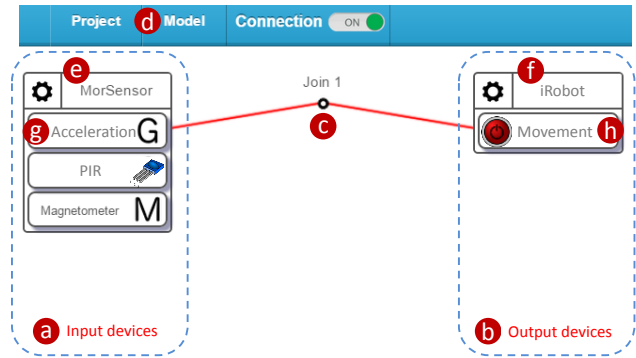 Project d Model Connection ON
e
MorSensor
g Acceleration G
PIR
Magnetometer M
a Input devices
Join 1
c
f
iRobot
Movement h
b Output devices